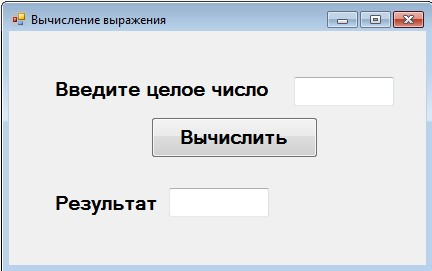 Вычисление выражения
Введите целое число
Вычислить
Результат